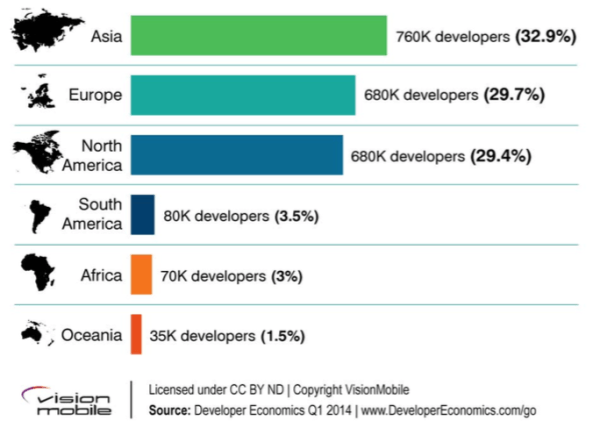 Asia 760K developers (32.9%)
Europe 680K developers (29.7%)
North
America 680K developers (29.4%)
South
America 80K developers (3.5%)
Africa 70K developers (3%)
Oceania 35K developers (1.5%)
vision
mobile
Licensed under CC BY ND | Copyright VisionMobile
Source: Developer Economics Q1 2014 | www.DeveloperEconomics.com/go